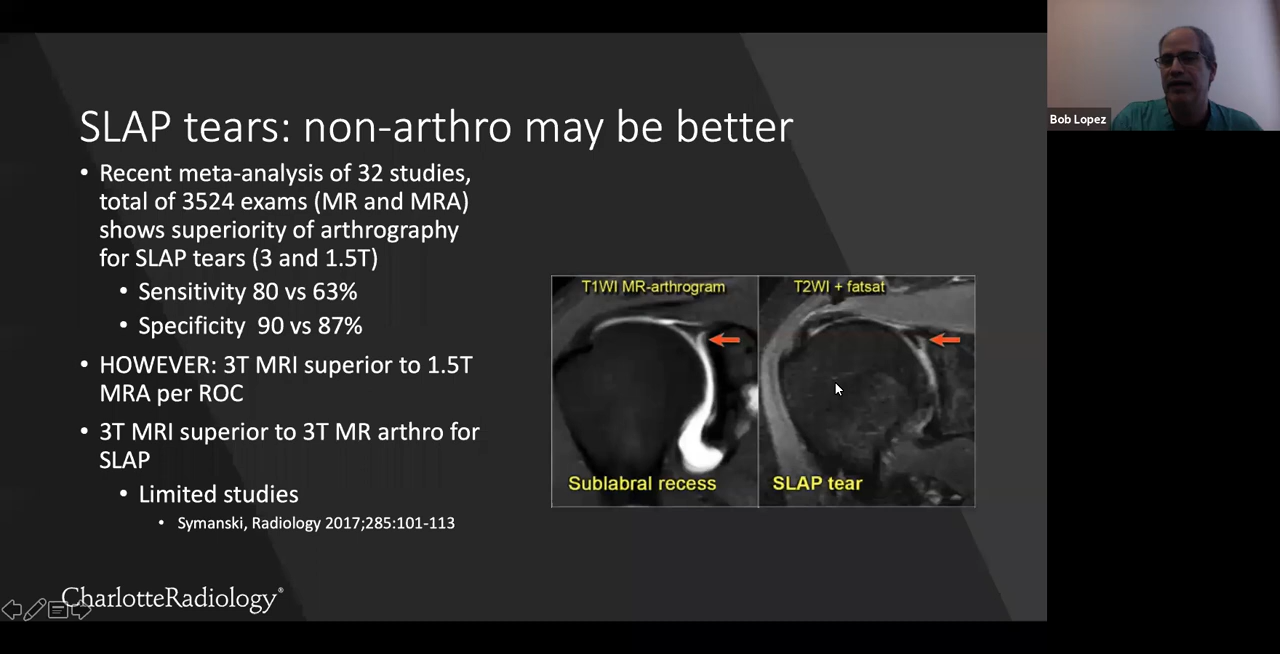 SLAP tears: non-arthro may be better
• Recent meta-analysis of 32 studies,
total of 3524 exams (MR and MRA)
shows superiority of arthrography
for SLAP tears (3 and 1.5T)
• Sensitivity 80 vs 63%
• Specificity 90 vs 87%
• HOWEVER: 3T MRI superior to 1.5T
MRA per ROC
• 3T MRI superior to 3T MR arthro for
SLAP
• Limited studies
• Symanski, Radiology 2017;285:101-113
T1WI MR-arthrogram
Sublabral recess
T2WI + fatsat
SLAP tear
CharlotteRadiology®
Bob Lopez